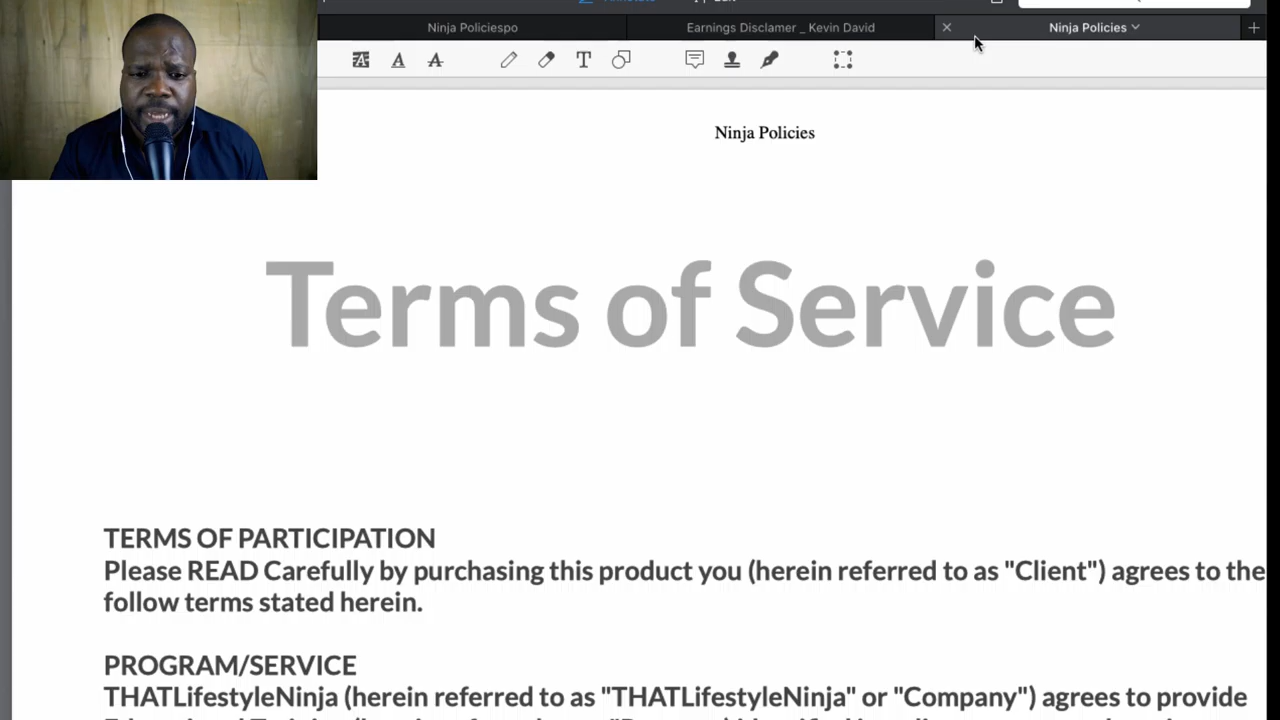 Ninja Policiespo
Earnings Disclamer _ Kevin David
Ninja Policies
Ninja Policies
Terms of Service
TERMS OF PARTICIPATION
Please READ Carefully by purchasing this product you (herein referred to as "Client") agrees to the
follow terms stated herein.
PROGRAM/SERVICE
THATLifestyleNinja (herein referred to as "THATLifestyleNinja" or "Company") agrees to provide